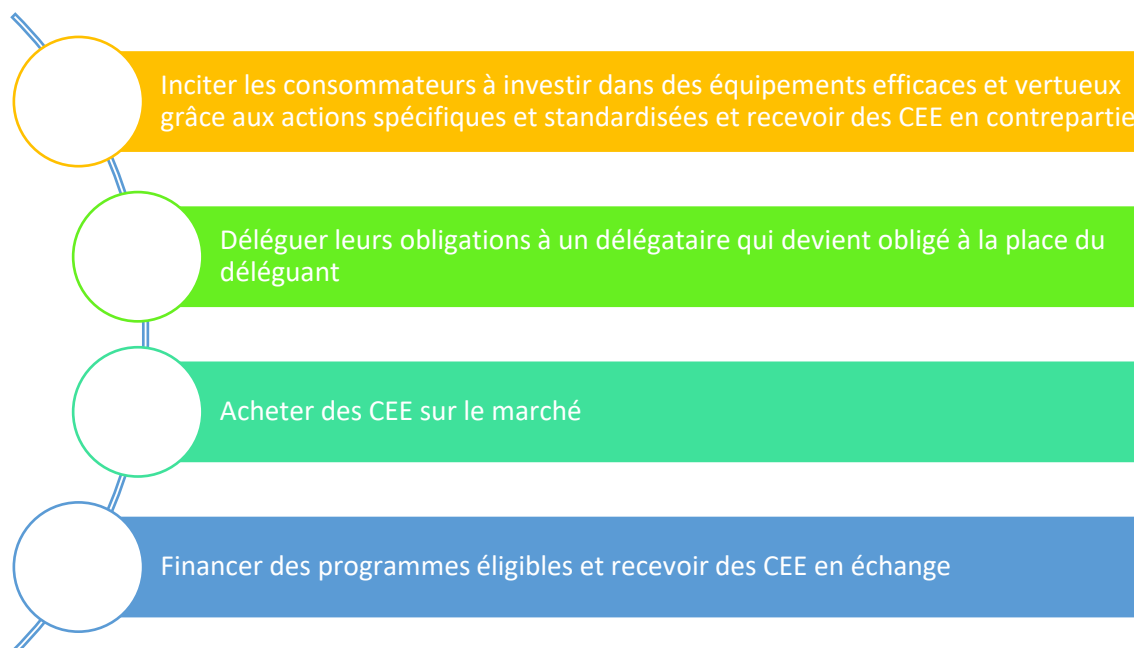 Inciter les consommateurs à investir dans des équipements efficaces et vertueux
grâce aux actions spécifiques et standardisées et recevoir des CEE en contrepartie
Déléguer leurs obligations à un délégataire qui devient obligé à la place du
déléguant
Acheter des CEE sur le marché
Financer des programmes éligibles et recevoir des CEE en échange